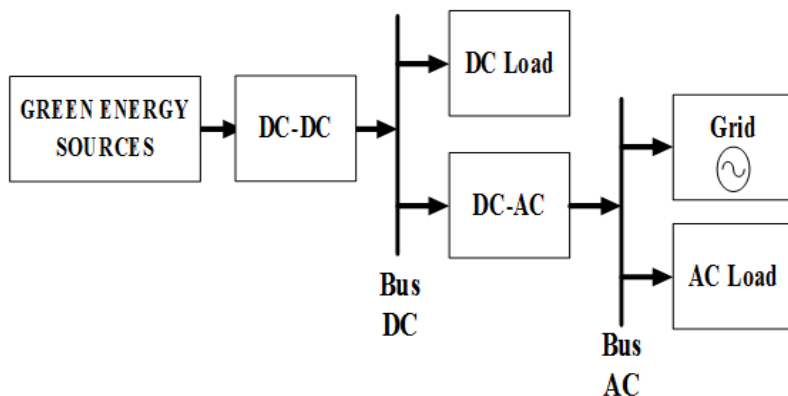 GREEN ENERGY
SOURCES
DC-DC
DC Load
DC-AC
Bus
DC
Grid
AC Load
Bus
AC